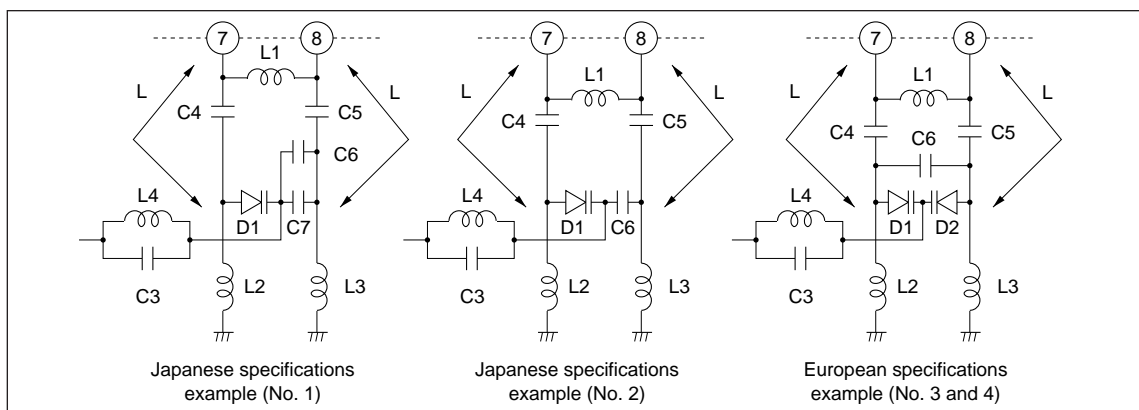 7 8
L1
L L
C4 C5
C6
L4
D1 C7
C3 L2 L3
Japanese specifications
example (No. 1)
7 8
L1
L L
C4 C5
L4
D1 C6
C3 L2 L3
Japanese specifications
example (No. 2)
7 8
L1
L L
C4 C6 C5
L4
D1 D2
C3 L2 L3
European specifications
example (No. 3 and 4)